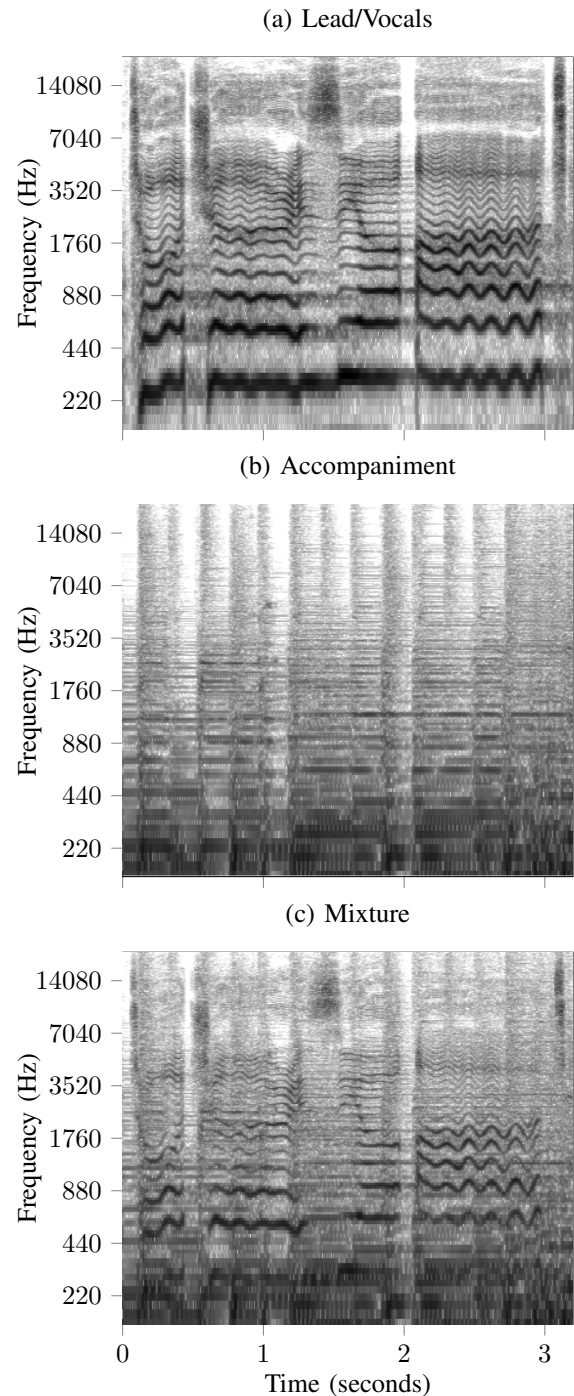 (a) Lead/Vocals
14080
7040
3520
1760
880
440
220
Frequency (Hz)
(b) Accompaniment
14080
7040
3520
1760
880
440
220
Frequency (Hz)
(c) Mixture
14080
7040
3520
1760
880
440
220
Frequency (Hz)
0 1 2 3
Time (seconds)